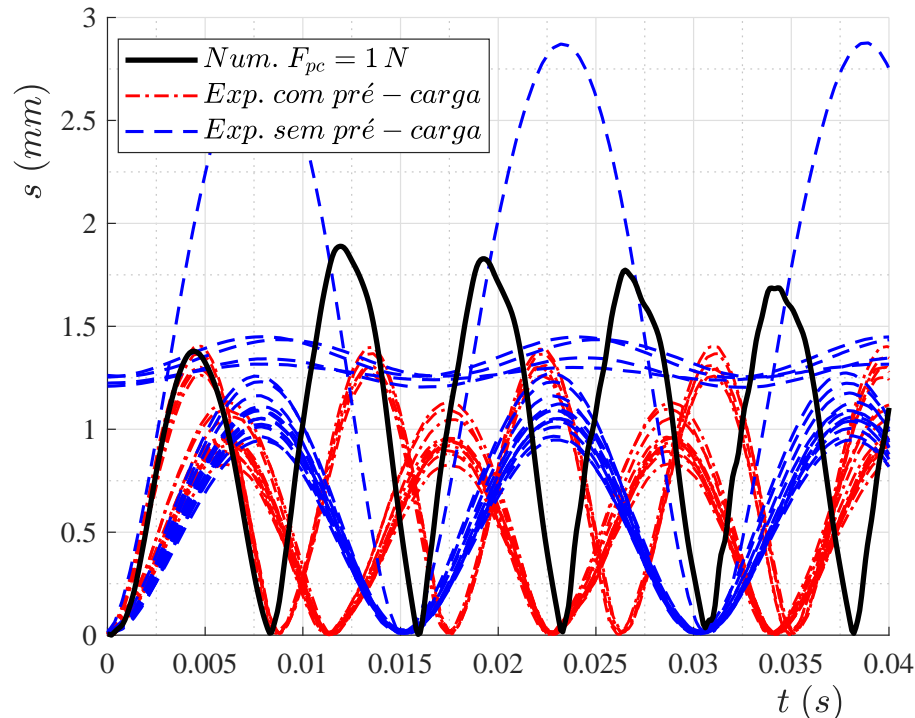 3
2.5
2
1.5
1
0.5
0
s (mm)
Num. F_pc = 1 N
Exp. com pré − carga
Exp. sem pré − carga
0 0.005 0.01 0.015 0.02 0.025 0.03 0.035 0.04
t (s)